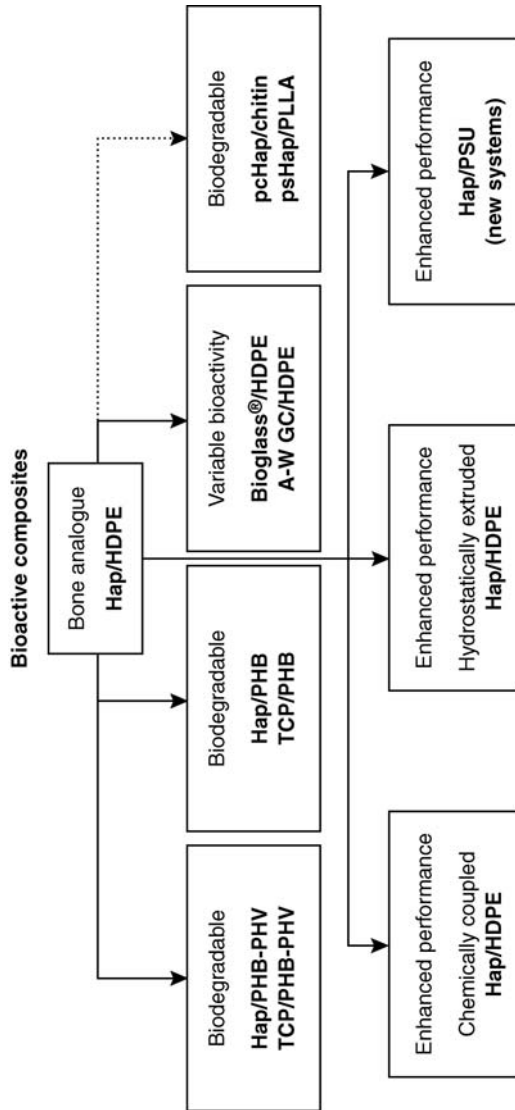 Bioactive composites
Bone analogue
Hap/HDPE
Biodegradable
Hap/PHB-PHV
TCP/PHB-PHV
Biodegradable
Hap/PHB
TCP/PHB
Variable bioactivity
Bioglass®/HDPE
A-W GC/HDPE
Biodegradable
pcHap/chitin
psHap/PLLA
Enhanced performance
Chemically coupled
Hap/HDPE
Enhanced performance
Hydrostatically extruded
Hap/HDPE
Enhanced performance
Hap/PSU
(new systems)